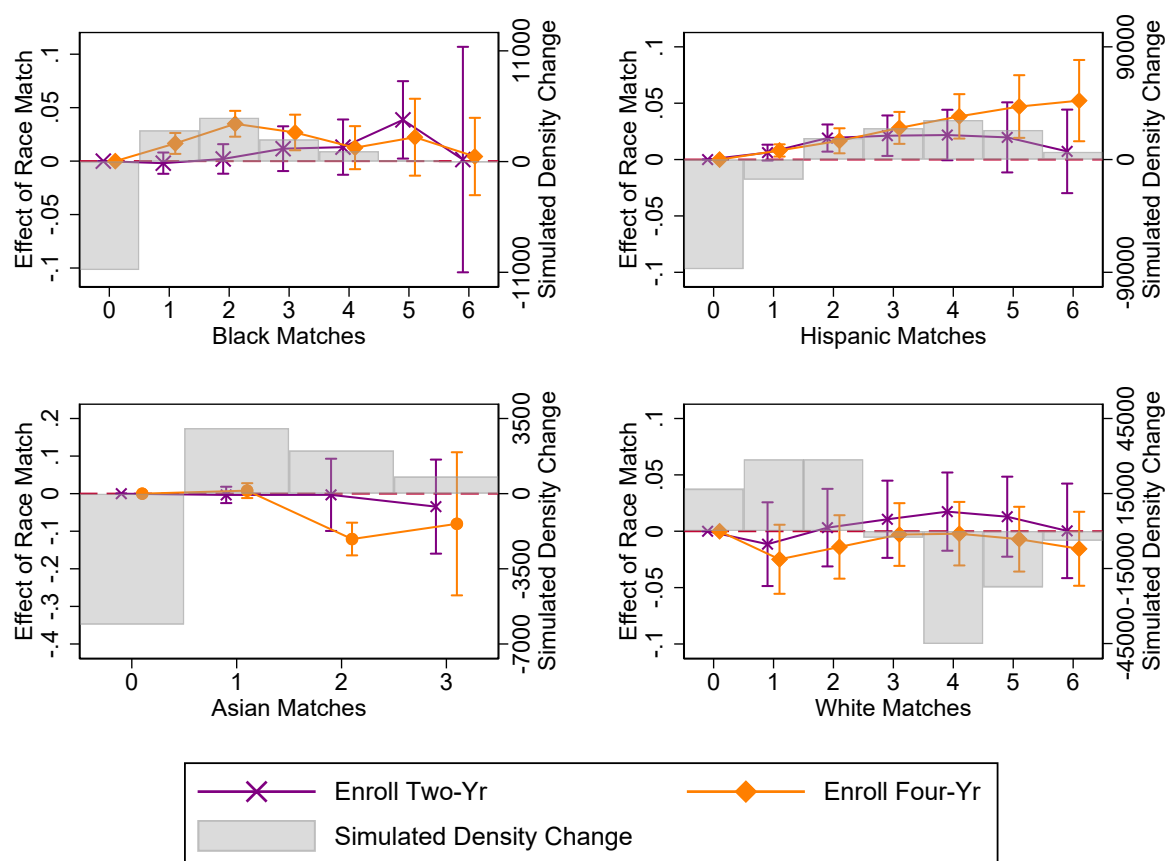 Effect of Race Match
.1
.05
0
-.05
-.1
11000
0
-11000
Simulated Density Change
0 1 2 3 4 5 6
Black Matches
Effect of Race Match
.1
.05
0
-.05
-.1
90000
0
-90000
Simulated Density Change
0 1 2 3 4 5 6
Hispanic Matches
Effect of Race Match
.2
.1
0
-.1
-.2
-.3
-.4
3500
0
-3500
-7000
Simulated Density Change
0 1 2 3
Asian Matches
Effect of Race Match
.1
.05
0
-.05
-.1
45000
15000
-15000
-45000
Simulated Density Change
0 1 2 3 4 5 6
White Matches
Enroll Two-Yr
Enroll Four-Yr
Simulated Density Change